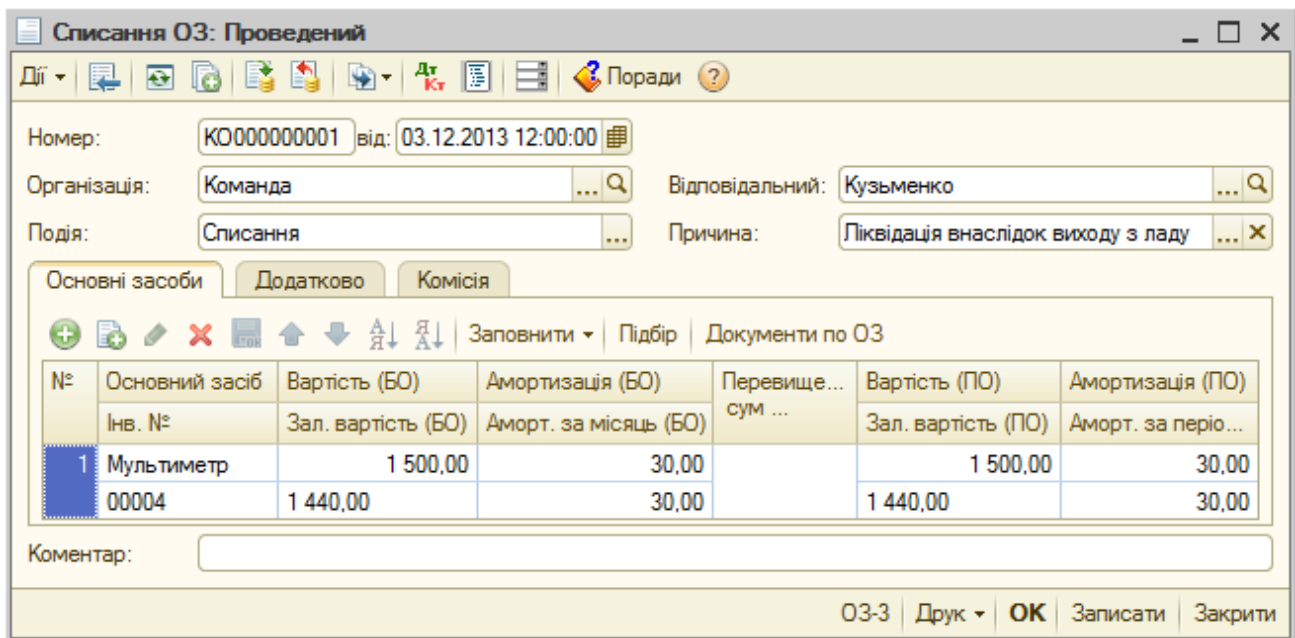 Списання ОЗ: Проведений
Дії Дт Кт Поради
Номер: КО000000001 від: 03.12.2013 12:00:00
Організація: Команда ... Відповідальний: Кузьменко ...
Подія: Списання ... Причина: Ліквідація внаслідок виходу з ладу ...
Основні засоби Додатково Комісія
Заповнити Підбір Документи по ОЗ
№ Основний засіб Вартість (БО) Амортизація (БО) Перевище... сум ... Вартість (ПО) Амортизація (ПО)
Інв. № Зал. вартість (БО) Аморт. за місяць (БО) Зал. вартість (ПО) Аморт. за періо...
1 Мультиметр 1 500,00 30,00 1 500,00 30,00
00004 1 440,00 30,00 1 440,00 30,00
Коментар:
ОЗ-3 Друк OK Записати Закрити